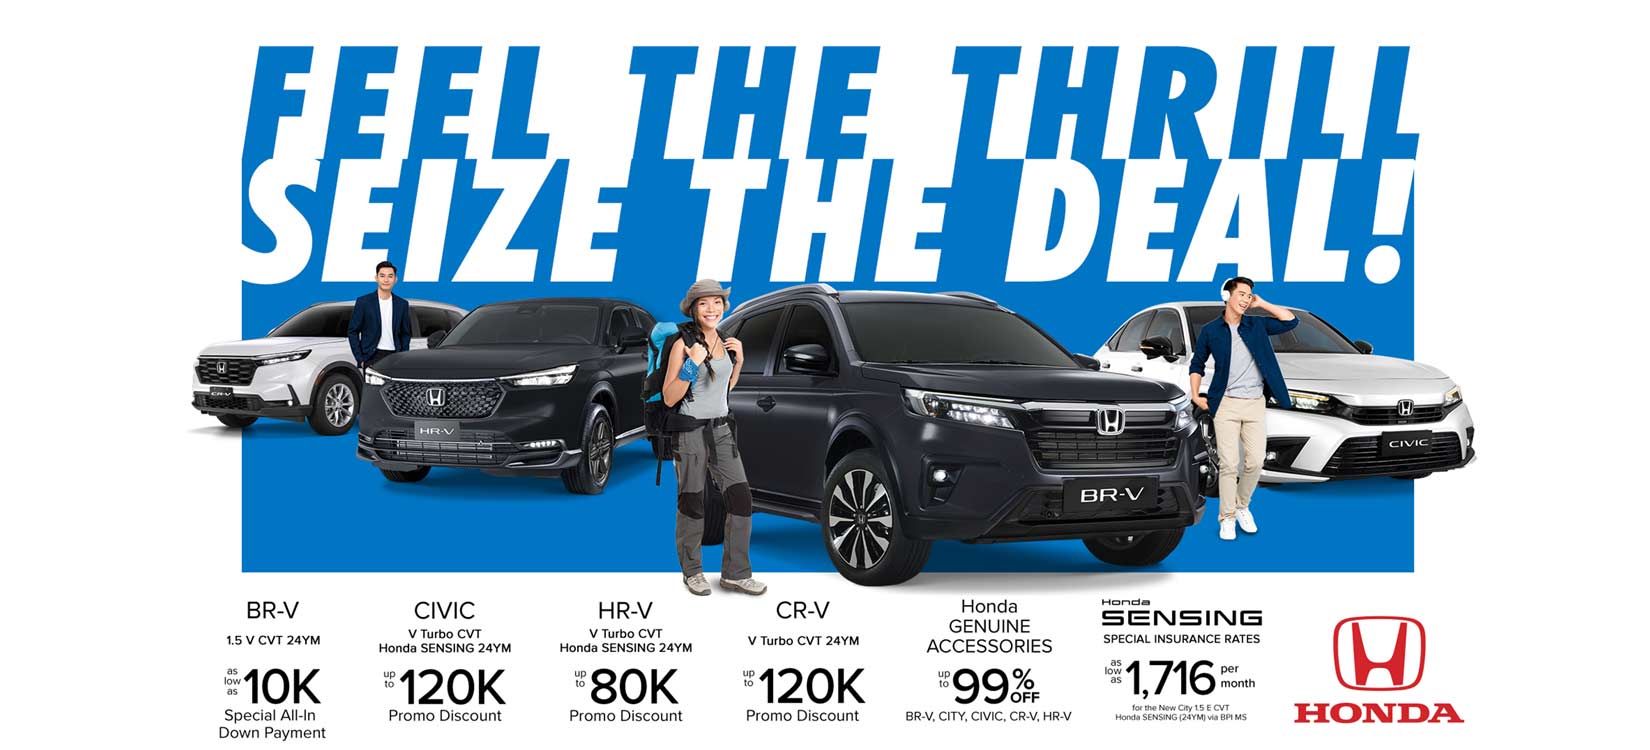 FEEL THE THRILL
SEIZE THE DEAL!
CR-V
HR-V
BR-V
CIVIC
BR-V
1.5 V CVT 24YM
as
low
as
10K
Special All-In
Down Payment
CIVIC
V Turbo CVT
Honda SENSING 24YM
up
to
120K
Promo Discount
HR-V
V Turbo CVT
Honda SENSING 24YM
up
to
80K
Promo Discount
CR-V
V Turbo CVT 24YM
up
to
120K
Promo Discount
Honda
GENUINE
ACCESSORIES
up
to
99%
OFF
BR-V, CITY, CIVIC, CR-V, HR-V
Honda
SENSING
SPECIAL INSURANCE RATES
as
low
as
1,716
per
month
for the New City 1.5 E CVT
Honda SENSING (24YM) via BPI MS
HONDA